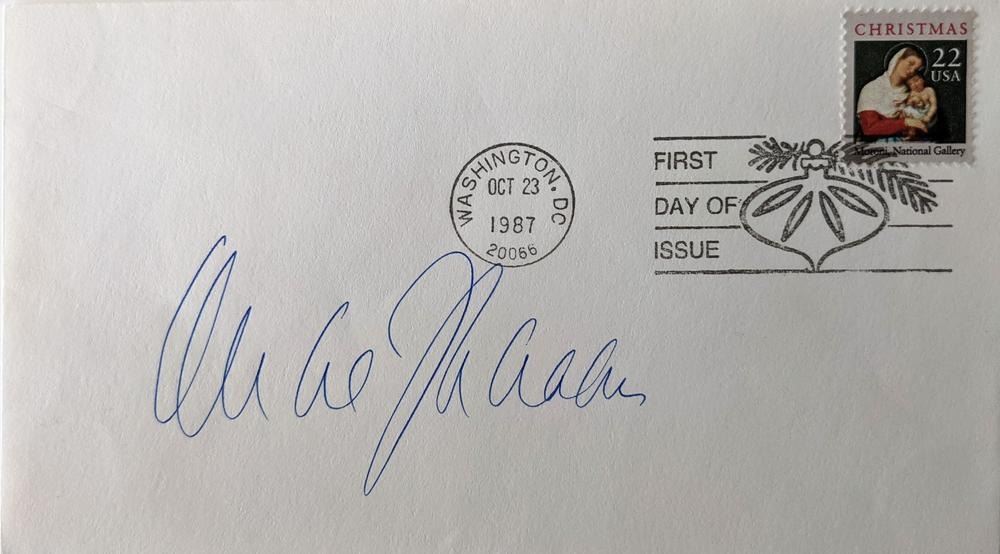 CHRISTMAS
22
USA
Moroni, National Gallery
WASHINGTON, DC
OCT 23
1987
20066
FIRST
DAY OF
ISSUE